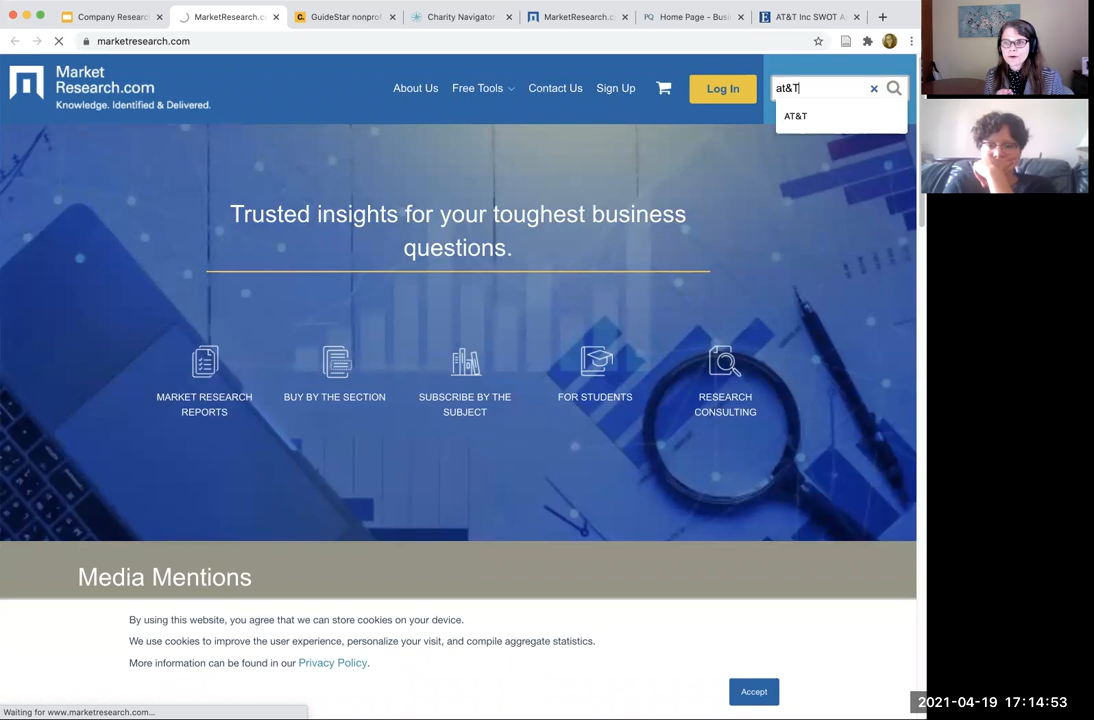 Company Research
MarketResearch.co
GuideStar nonprof
Charity Navigator
MarketResearch.c
PQ Home Page - Busi
AT&T Inc SWOT A
marketresearch.com
Market
Research.com
Knowledge. Identified & Delivered.
About Us
Free Tools
Contact Us
Sign Up
Log In
at&T
AT&T
Trusted insights for your toughest business
questions.
MARKET RESEARCH
REPORTS
BUY BY THE SECTION
SUBSCRIBE BY THE
SUBJECT
FOR STUDENTS
RESEARCH
CONSULTING
Media Mentions
By using this website, you agree that we can store cookies on your device.
We use cookies to improve the user experience, personalize your visit, and compile aggregate statistics.
More information can be found in our Privacy Policy.
Accept
Waiting for www.marketresearch.com...
2021-04-19 17:14:53